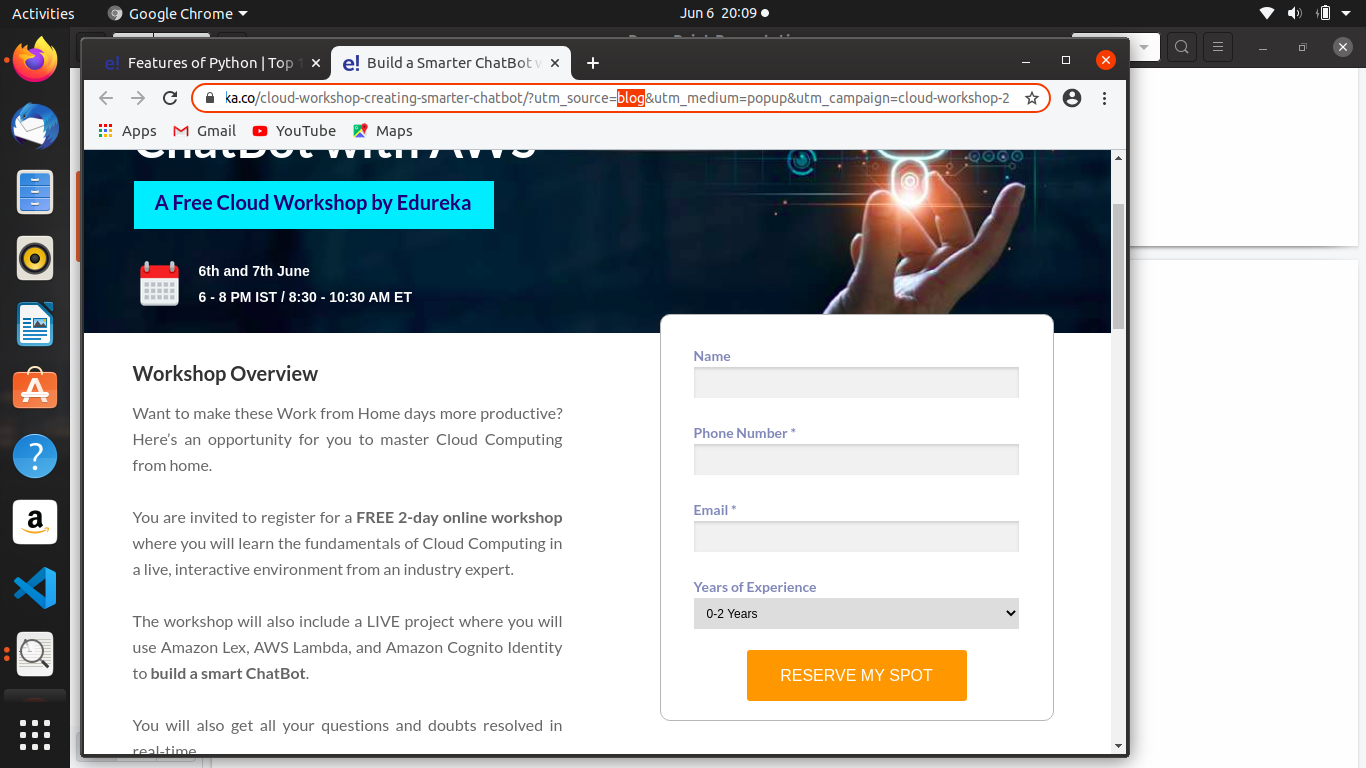 Activities
Google Chrome
Jun 6 20:09
e! Features of Python | Top 1
e! Build a Smarter ChatBot w
ka.co/cloud-workshop-creating-smarter-chatbot/?utm_source=blog&utm_medium=popup&utm_campaign=cloud-workshop-2
Apps
Gmail
YouTube
Maps
ChatBot with AWS
A Free Cloud Workshop by Edureka
6th and 7th June
6 - 8 PM IST / 8:30 - 10:30 AM ET
Workshop Overview
Want to make these Work from Home days more productive?
Here's an opportunity for you to master Cloud Computing
from home.
You are invited to register for a FREE 2-day online workshop
where you will learn the fundamentals of Cloud Computing in
a live, interactive environment from an industry expert.
The workshop will also include a LIVE project where you will
use Amazon Lex, AWS Lambda, and Amazon Cognito Identity
to build a smart ChatBot.
You will also get all your questions and doubts resolved in
real-time.
Name
Phone Number *
Email *
Years of Experience
0-2 Years
RESERVE MY SPOT